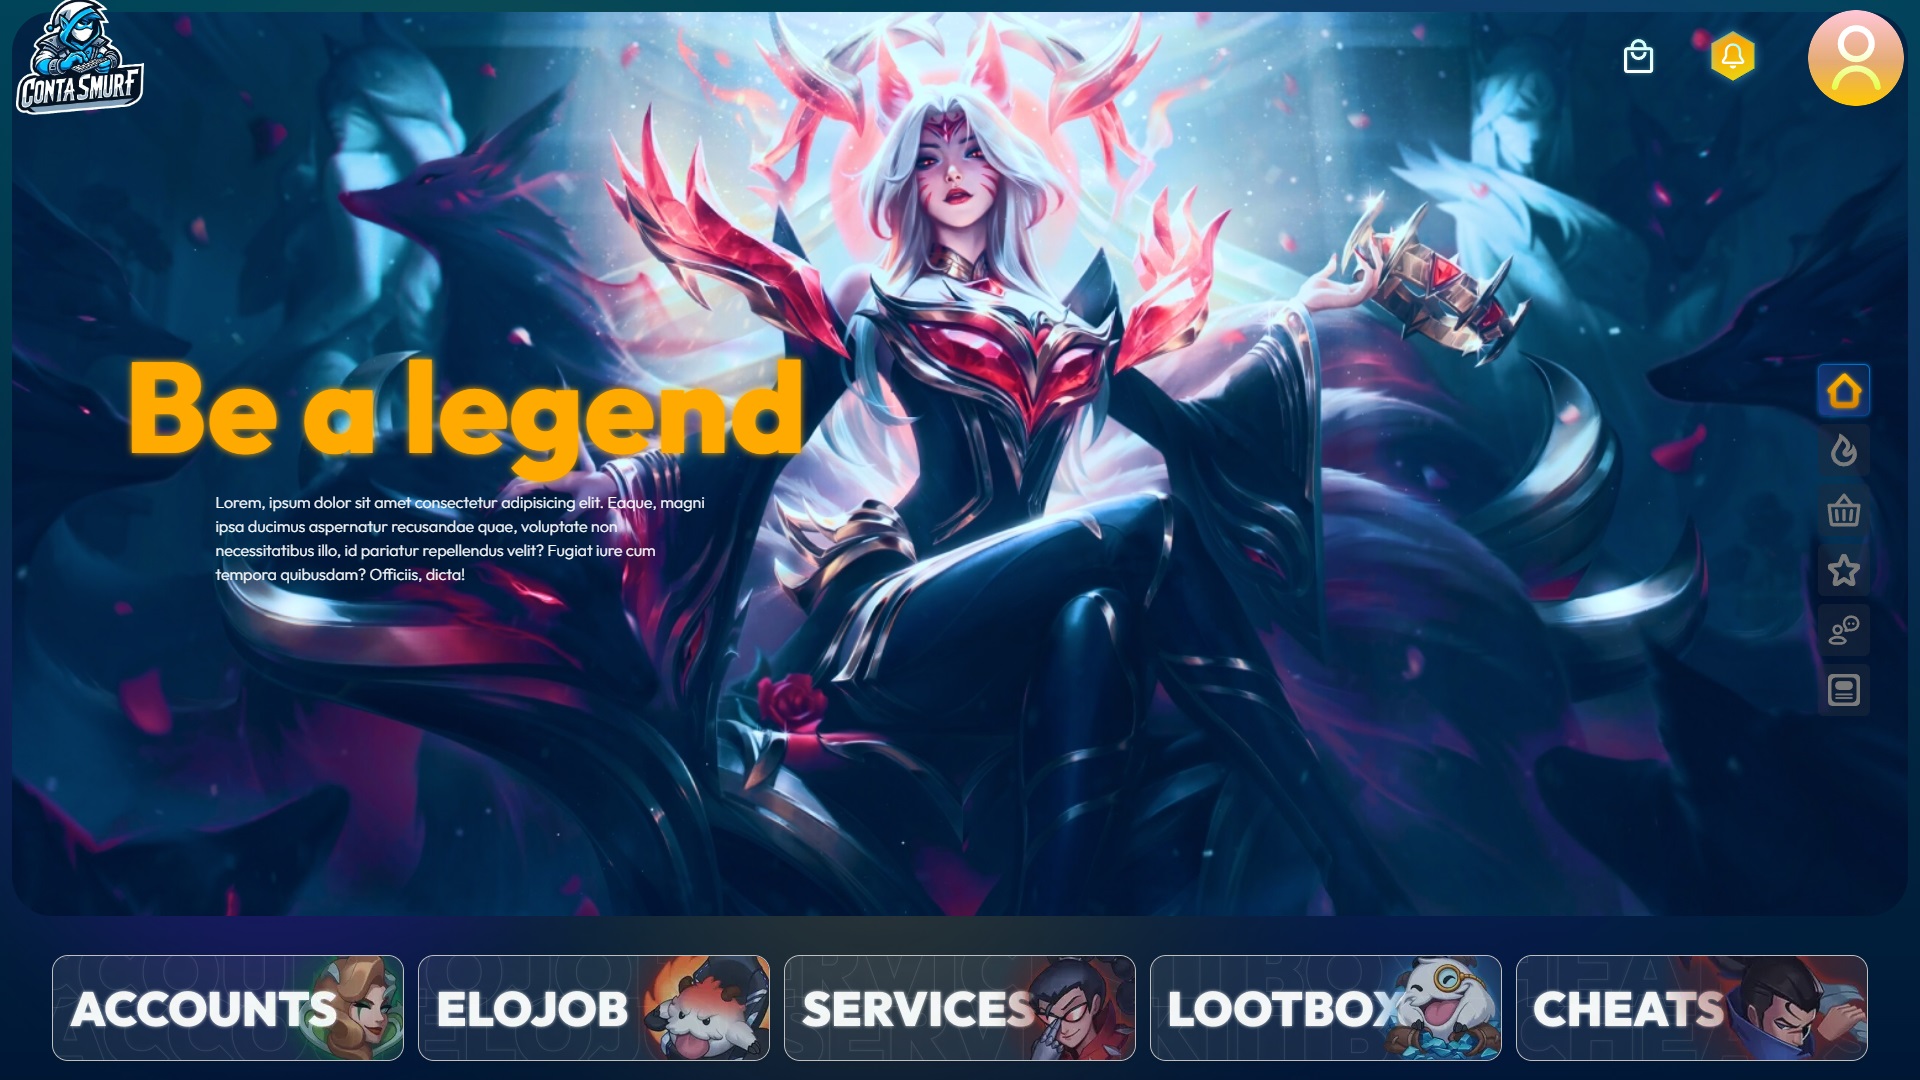 CONTA SMURF
Be a legend
Lorem, ipsum dolor sit amet consectetur adipisicing elit. Eaque, magni
ipsa ducimus aspernatur recusandae quae, voluptate non
necessitatibus illo, id pariatur repellendus velit? Fugiat iure cum
tempora quibusdam? Officiis, dicta!
ACCOUNTS
ELOJOB
SERVICES
LOOTBOX
CHEATS